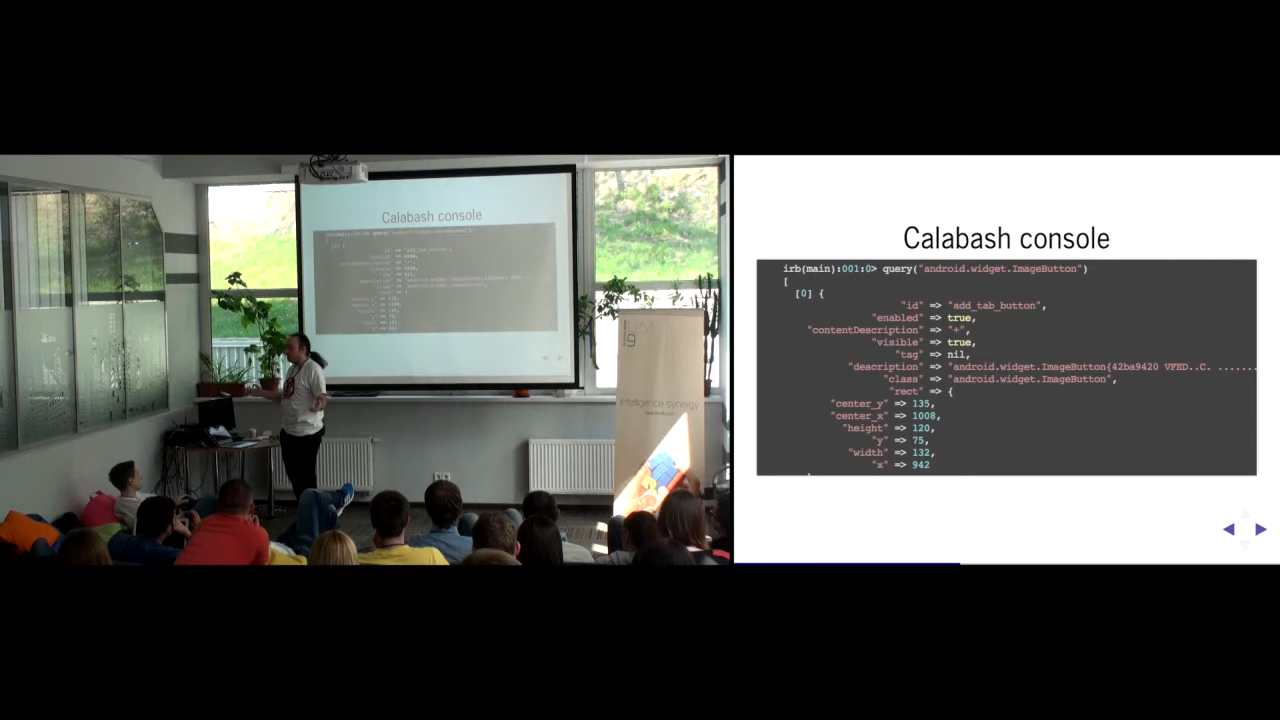 Calabash console
intelligence synergy
Calabash console
irb(main):001:0> query("android.widget.ImageButton")
[
[0] {
"id" => "add_tab_button",
"enabled" => true,
"contentDescription" => "+",
"visible" => true,
"tag" => nil,
"description" => "android.widget.ImageButton{42ba9420 VFED..C. .......
"class" => "android.widget.ImageButton",
"rect" => {
"center_y" => 135,
"center_x" => 1008,
"height" => 120,
"y" => 75,
"width" => 132,
"x" => 942